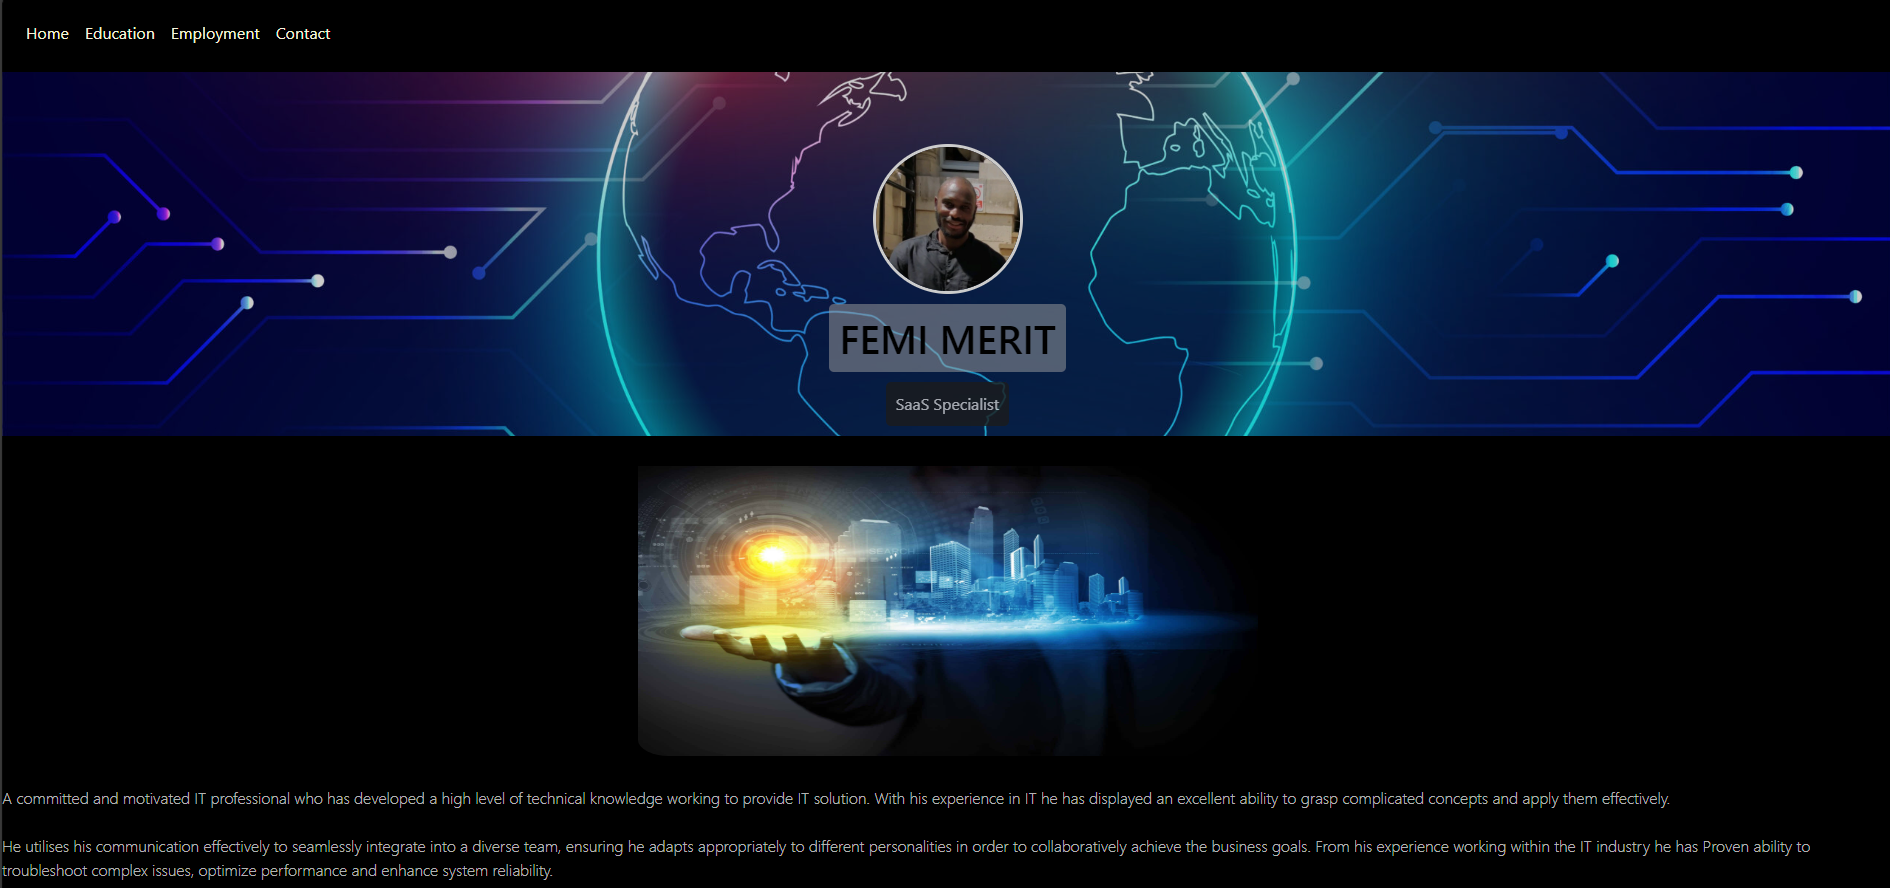 Home Education Employment Contact
FEMI MERIT
SaaS Specialist
A committed and motivated IT professional who has developed a high level of technical knowledge working to provide IT solution. With his experience in IT he has displayed an excellent ability to grasp complicated concepts and apply them effectively.
He utilises his communication effectively to seamlessly integrate into a diverse team, ensuring he adapts appropriately to different personalities in order to collaboratively achieve the business goals. From his experience working within the IT industry he has Proven ability to
troubleshoot complex issues, optimize performance and enhance system reliability.